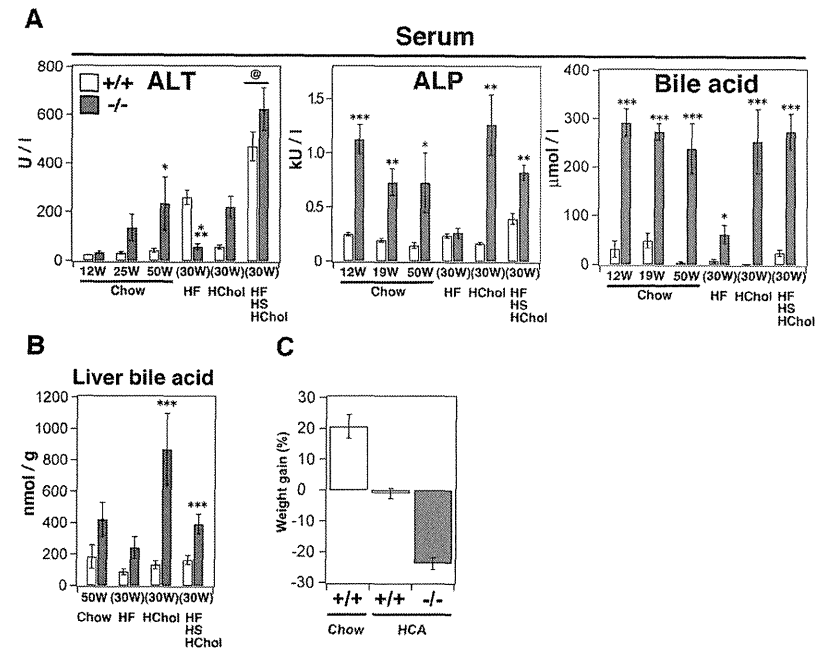 A
Serum
ALT
+/+
-/-
@
*
*
**
U / l
800
600
400
200
0
12W 25W 50W (30W) (30W) (30W)
Chow HF HChol HF
HS
HChol
ALP
***
**
*
**
**
kU / l
1.5
1.0
0.5
0
12W 19W 50W (30W) (30W) (30W)
Chow HF HChol HF
HS
HChol
Bile acid
***
***
***
*
***
***
µmol / l
400
300
200
100
0
12W 19W 50W (30W) (30W) (30W)
Chow HF HChol HF
HS
HChol
B
Liver bile acid
***
***
nmol / g
1200
1000
800
600
400
200
0
50W (30W) (30W) (30W)
Chow HF HChol HF
HS
HChol
C
Weight gain (%)
30
20
10
0
-10
-20
-30
+/+ +/+ -/-
Chow HCA